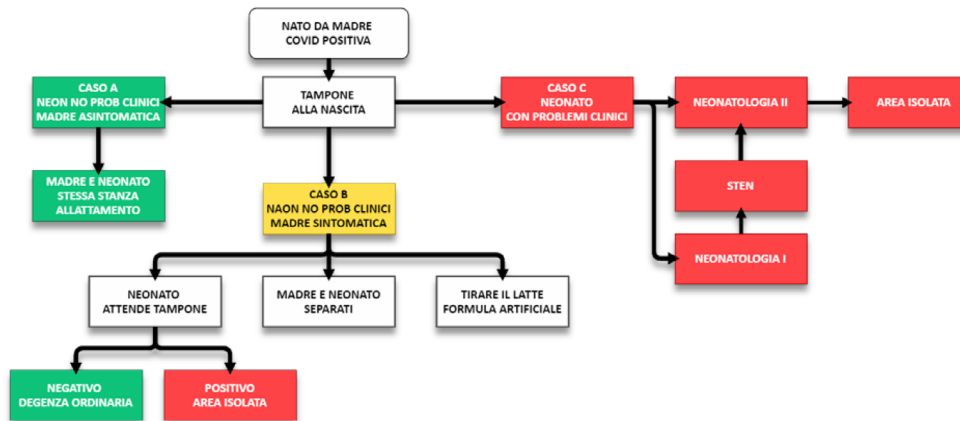 NATO DA MADRE
COVID POSITIVA
CASO A
NEON NO PROB CLINICI
MADRE ASINTOMATICA
TAMPONE
ALLA NASCITA
CASO C
NEONATO
CON PROBLEMI CLINICI
NEONATOLOGIA II
AREA ISOLATA
MADRE E NEONATO
STESSA STANZA
ALLATTAMENTO
CASO B
NAON NO PROB CLINICI
MADRE SINTOMATICA
STEN
NEONATOLOGIA I
NEONATO
ATTENDE TAMPONE
MADRE E NEONATO
SEPARATI
TIRARE IL LATTE
FORMULA ARTIFICIALE
NEGATIVO
DEGENZA ORDINARIA
POSITIVO
AREA ISOLATA